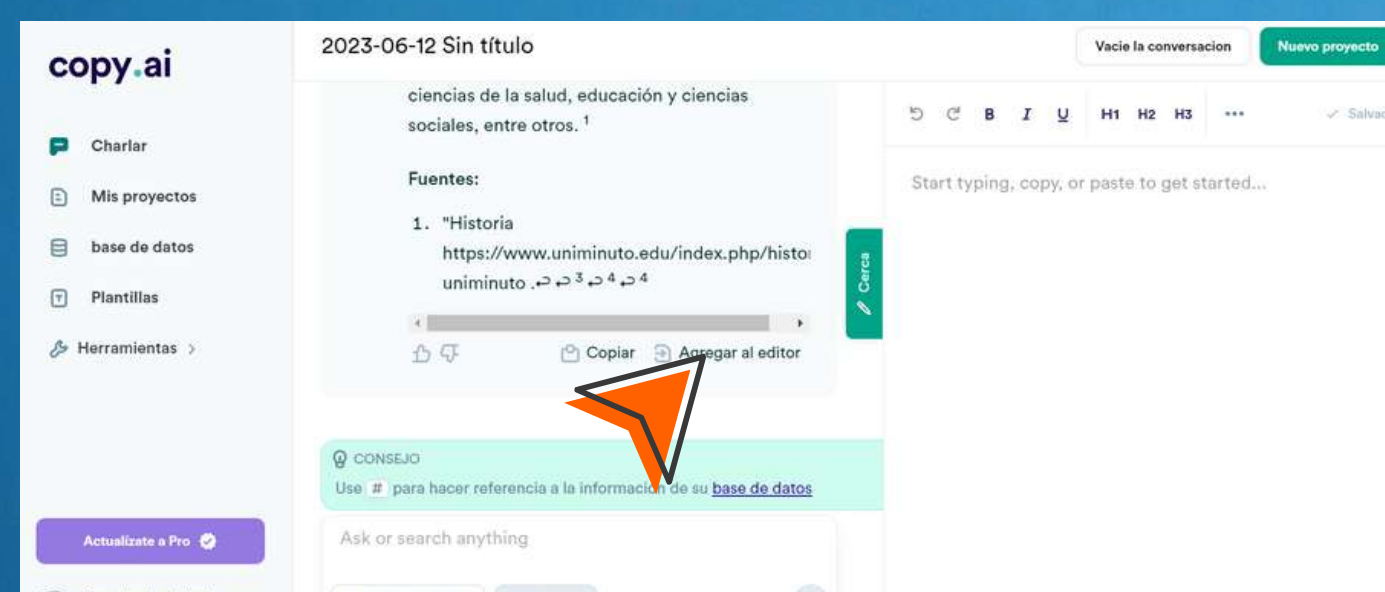 copy.ai
Charlar
Mis proyectos
base de datos
Plantillas
Herramientas >
Actualízate a Pro
2023-06-12 Sin título
Vacie la conversacion
Nuevo proyecto
ciencias de la salud, educación y ciencias
sociales, entre otros. 1
Fuentes:
1. "Historia
https://www.uniminuto.edu/index.php/histo
uniminuto .↩ ↩ 3 ↩ 4 ↩ 4
Copiar
Agregar al editor
CONSEJO
Use # para hacer referencia a la información de su base de datos
Ask or search anything
Cerca
B I U H1 H2 H3 •••
Salvad
Start typing, copy, or paste to get started...